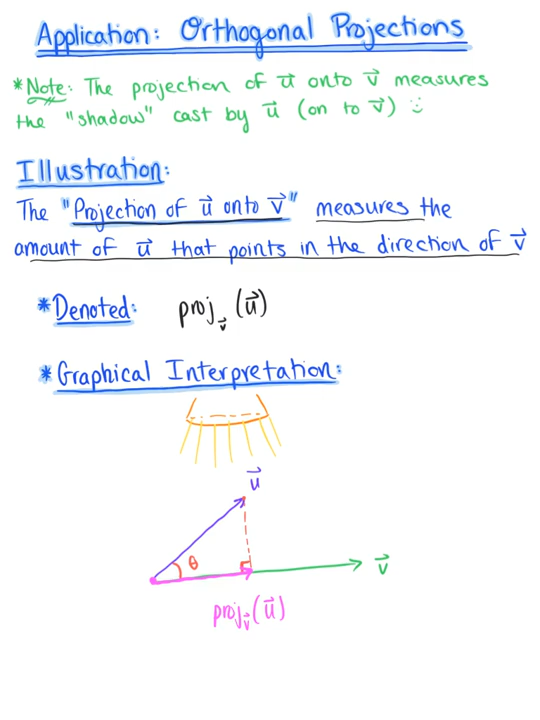 Application: Orthogonal Projections
*Note: The projection of u⃗ onto v⃗ measures
the "shadow" cast by u⃗ (on to v⃗) :)
Illustration:
The "Projection of u⃗ onto v⃗" measures the
amount of u⃗ that points in the direction of v⃗
*Denoted: proj_v⃗ (u⃗)
*Graphical Interpretation:
u⃗
θ
v⃗
proj_v⃗ (u⃗)